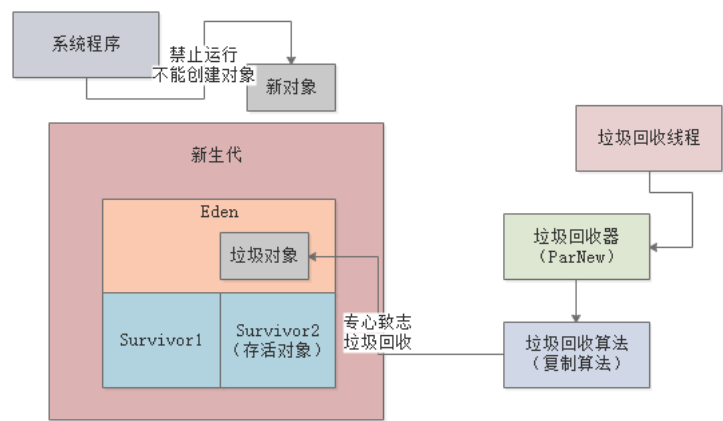 系统程序
禁止运行
不能创建对象
新对象
垃圾回收线程
新生代
Eden
垃圾对象
垃圾回收器
（ParNew）
Survivor1
Survivor2
（存活对象）
专心致志
垃圾回收
垃圾回收算法
（复制算法）